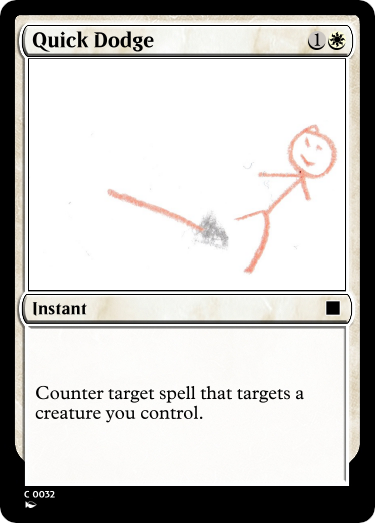 Quick Dodge
1
Instant
Counter target spell that targets a
creature you control.
C 0032